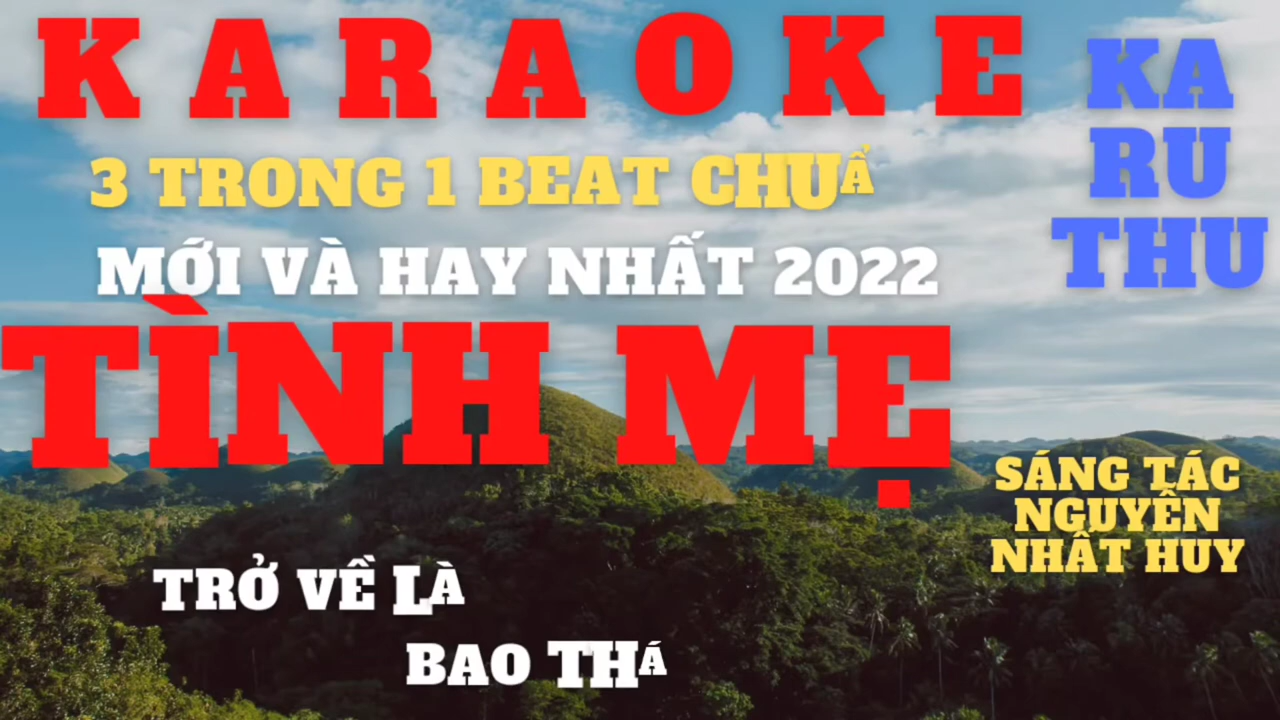 KARAOKE
3 TRONG 1 BEAT CHUẨ
MỚI VÀ HAY NHẤT 2022
TÌNH MẸ
KA
RU
THU
SÁNG TÁC
NGUYỄN
NHẤT HUY
TRỞ VỀ LÀ
BAO THÁ